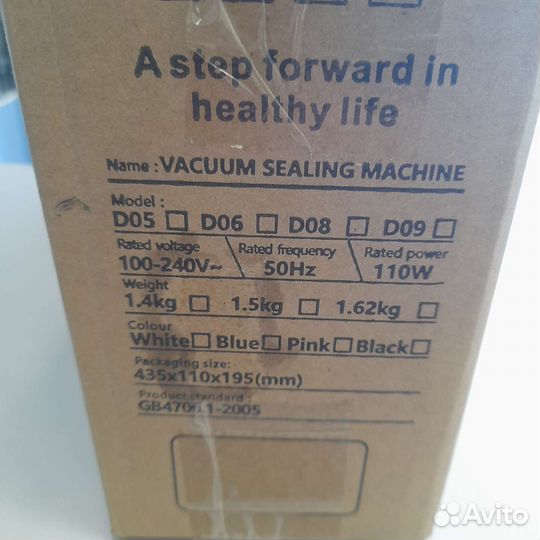 A step forward in
healthy life
Name : VACUUM SEALING MACHINE
Model :
D05 □ D06 □ D08 □ D09 □
Rated voltage Rated frequency Rated power
100-240V~ 50Hz 110W
Weight
1.4kg □ 1.5kg □ 1.62kg □
Colour
White□ Blue□ Pink□ Black□
Packaging size:
435x110x195(mm)
Product standard :
GB4706.1-2005
Avito